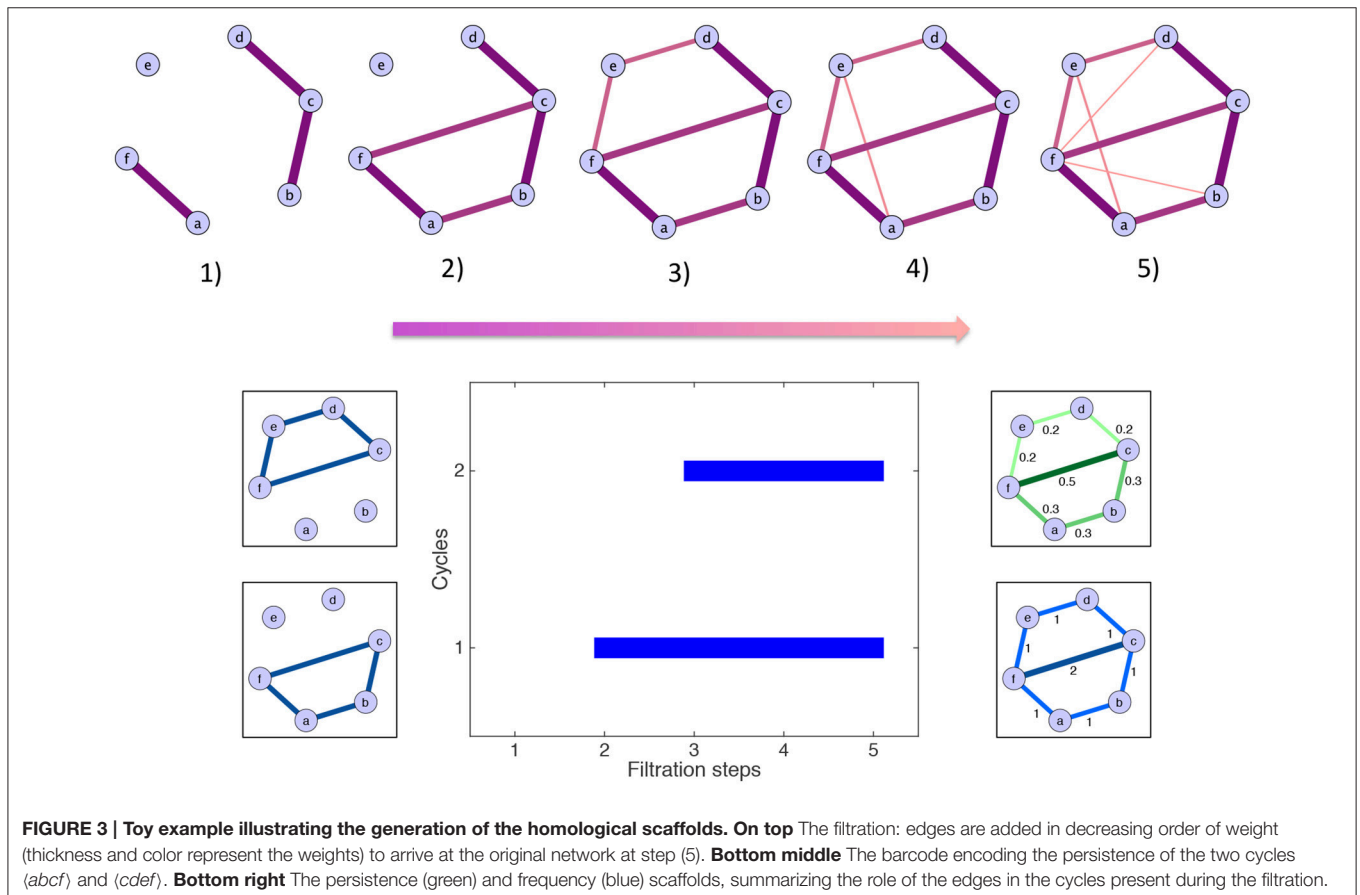 d
e
c
f
b
a
1)
d
e
c
f
b
a
2)
d
e
c
f
b
a
3)
d
e
c
f
b
a
4)
d
e
c
f
b
a
5)
d
e
c
f
b
a
e
d
c
f
b
a
Cycles
2
1
1 2 3 4 5
Filtration steps
d
e
0.2
0.2
c
0.2
f
0.5
0.3
b
0.3
a
0.3
d
e
1
1
c
1
f
2
1
b
1
a
1
FIGURE 3 | Toy example illustrating the generation of the homological scaffolds. On top The filtration: edges are added in decreasing order of weight
(thickness and color represent the weights) to arrive at the original network at step (5). Bottom middle The barcode encoding the persistence of the two cycles
⟨abcf⟩ and ⟨cdef⟩. Bottom right The persistence (green) and frequency (blue) scaffolds, summarizing the role of the edges in the cycles present during the filtration.